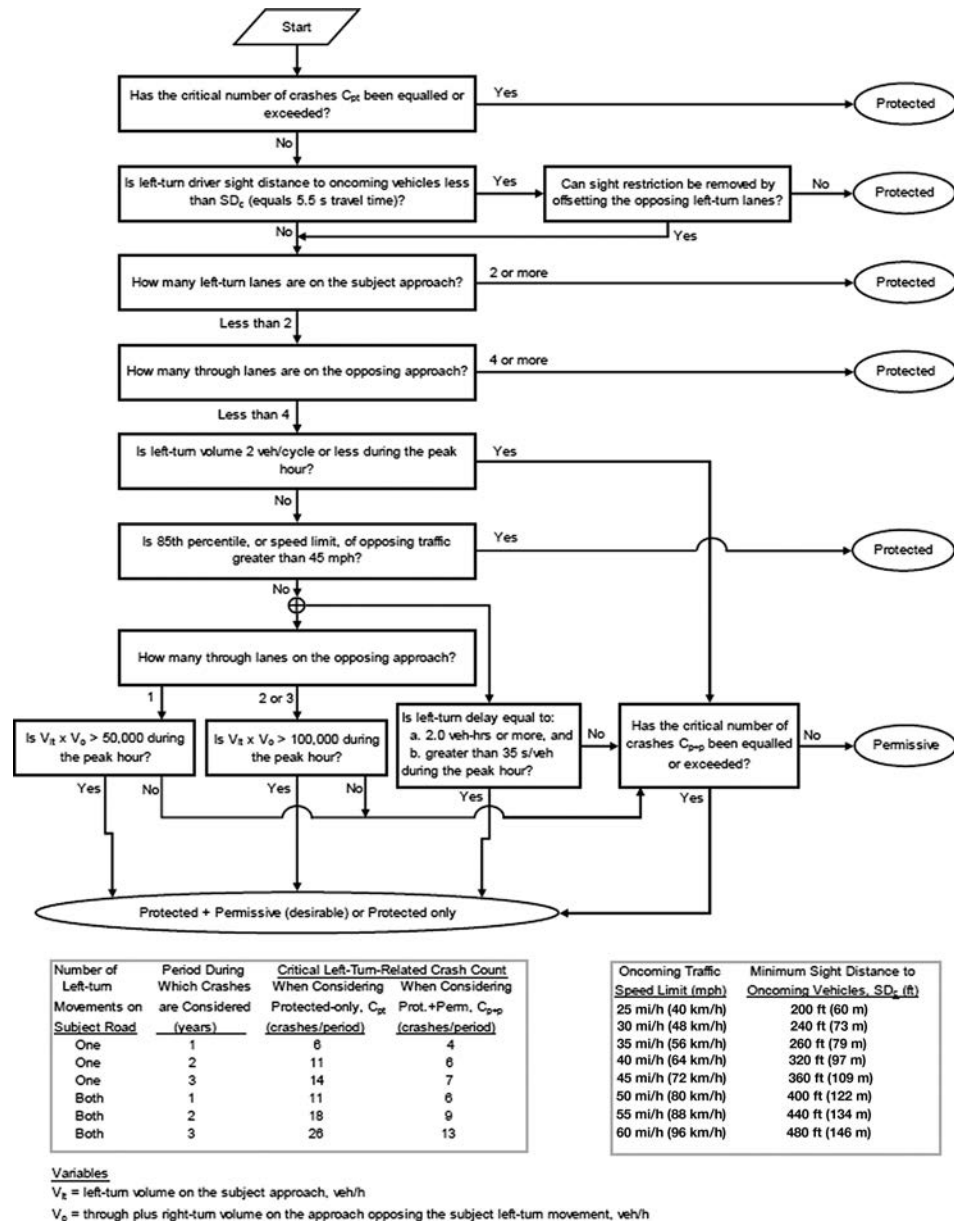 Start
Has the critical number of crashes Cpt been equalled or
exceeded?
Yes
Protected
No
Is left-turn driver sight distance to oncoming vehicles less
than SDc (equals 5.5 s travel time)?
Yes
Can sight restriction be removed by
offsetting the opposing left-turn lanes?
No
Protected
No
Yes
How many left-turn lanes are on the subject approach?
2 or more
Protected
Less than 2
How many through lanes are on the opposing approach?
4 or more
Protected
Less than 4
Is left-turn volume 2 veh/cycle or less during the peak
hour?
Yes
No
Is 85th percentile, or speed limit, of opposing traffic
greater than 45 mph?
Yes
Protected
No
How many through lanes on the opposing approach?
1
2 or 3
Is Vlt x Vo > 50,000 during
the peak hour?
Is Vlt x Vo > 100,000 during
the peak hour?
Is left-turn delay equal to:
a. 2.0 veh-hrs or more, and
b. greater than 35 s/veh
during the peak hour?
No
Has the critical number of
crashes Cp+p been equalled
or exceeded?
No
Permissive
Yes
No
Yes
No
Yes
Yes
Protected + Permissive (desirable) or Protected only
Number of Period During Critical Left-Turn-Related Crash Count
Left-turn Which Crashes When Considering When Considering
Movements on are Considered Protected-only, Cpt Prot.+Perm, Cp+p
Subject Road (years) (crashes/period) (crashes/period)
One 1 6 4
One 2 11 6
One 3 14 7
Both 1 11 6
Both 2 18 9
Both 3 26 13
Oncoming Traffic Minimum Sight Distance to
Speed Limit (mph) Oncoming Vehicles, SDc (ft)
25 mi/h (40 km/h) 200 ft (60 m)
30 mi/h (48 km/h) 240 ft (73 m)
35 mi/h (56 km/h) 260 ft (79 m)
40 mi/h (64 km/h) 320 ft (97 m)
45 mi/h (72 km/h) 360 ft (109 m)
50 mi/h (80 km/h) 400 ft (122 m)
55 mi/h (88 km/h) 440 ft (134 m)
60 mi/h (96 km/h) 480 ft (146 m)
Variables
Vlt = left-turn volume on the subject approach, veh/h
Vo = through plus right-turn volume on the approach opposing the subject left-turn movement, veh/h